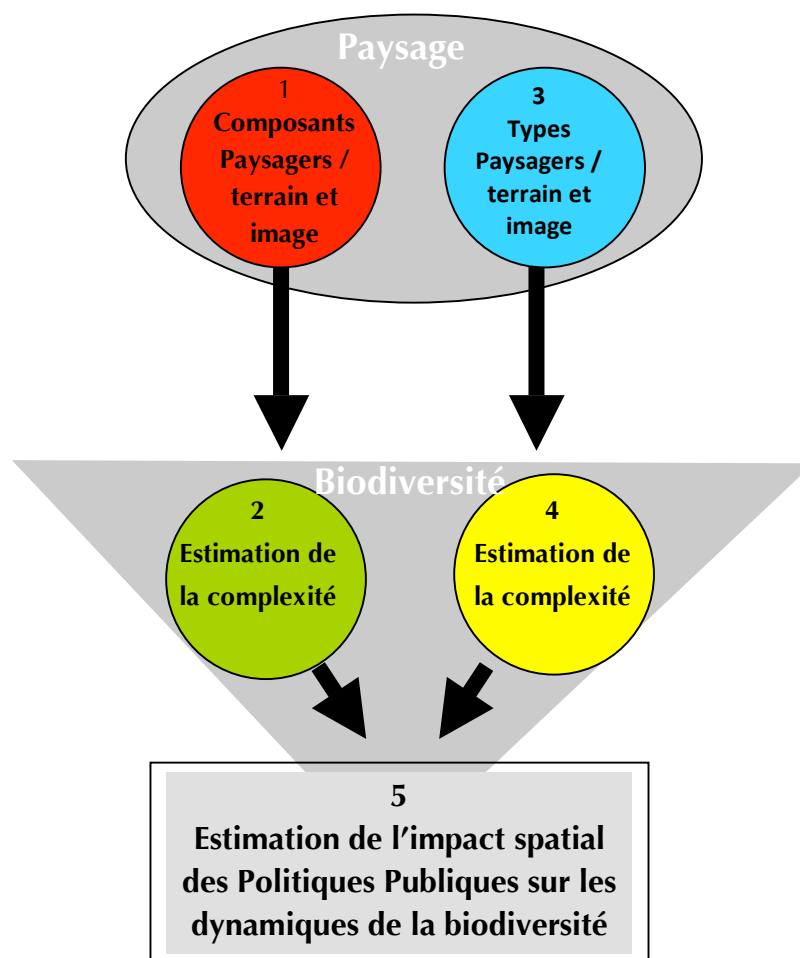 Paysage
1
Composants
Paysagers /
terrain et
image
3
Types
Paysagers /
terrain et
image
Biodiversité
2
Estimation de
la complexité
4
Estimation de
la complexité
5
Estimation de l’impact spatial
des Politiques Publiques sur les
dynamiques de la biodiversité